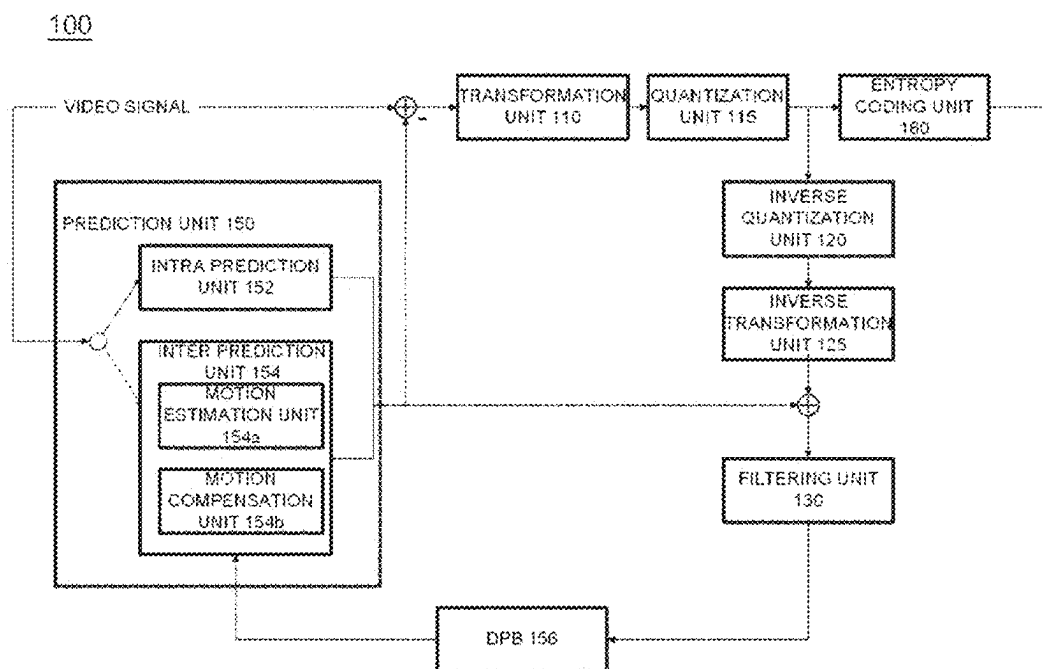 100
VIDEO SIGNAL
TRANSFORMATION
UNIT 110
QUANTIZATION
UNIT 115
ENTROPY
CODING UNIT
160
PREDICTION UNIT 150
INTRA PREDICTION
UNIT 152
INTER PREDICTION
UNIT 154
MOTION
ESTIMATION UNIT
154a
MOTION
COMPENSATION
UNIT 154b
INVERSE
QUANTIZATION
UNIT 120
INVERSE
TRANSFORMATION
UNIT 125
FILTERING UNIT
130
DPB 156